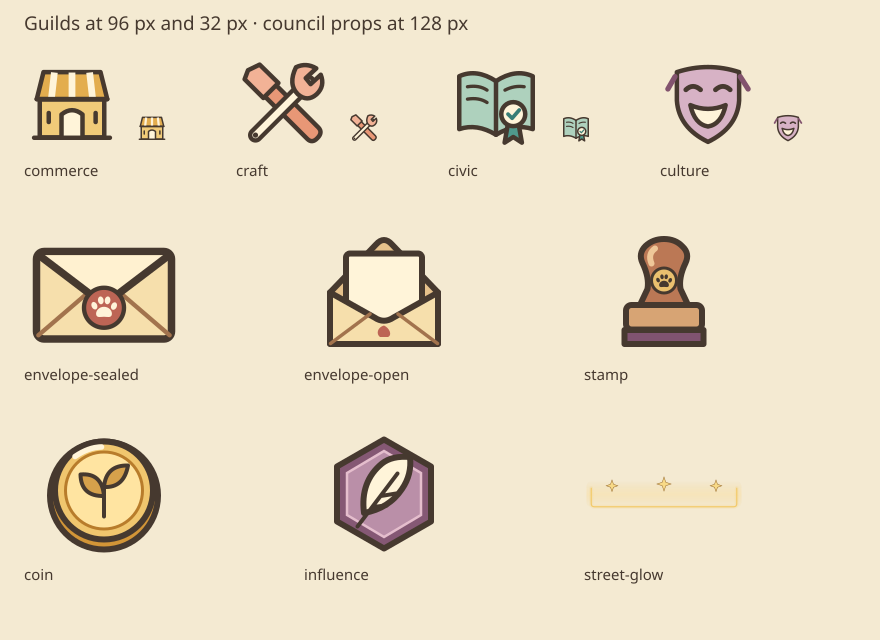 Guilds at 96 px and 32 px · council props at 128 px
commerce
craft
civic
culture
envelope-sealed
envelope-open
stamp
coin
influence
street-glow